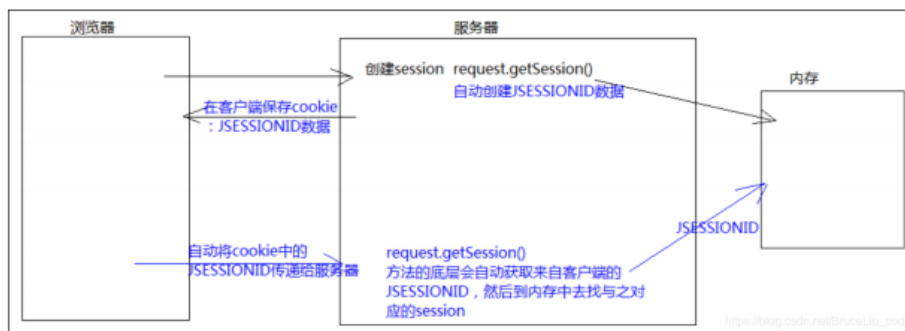 浏览器
服务器
创建session request.getSession()
自动创建JSESSIONID数据
内存
在客户端保存cookie
：JSESSIONID数据
JSESSIONID
自动将cookie中的
JSESSIONID传递给服务器
request.getSession()
方法的底层会自动获取来自客户端的
JSESSIONID，然后到内存中去找与之对
应的session
https://blog.csdn.net/BruceLiu_code